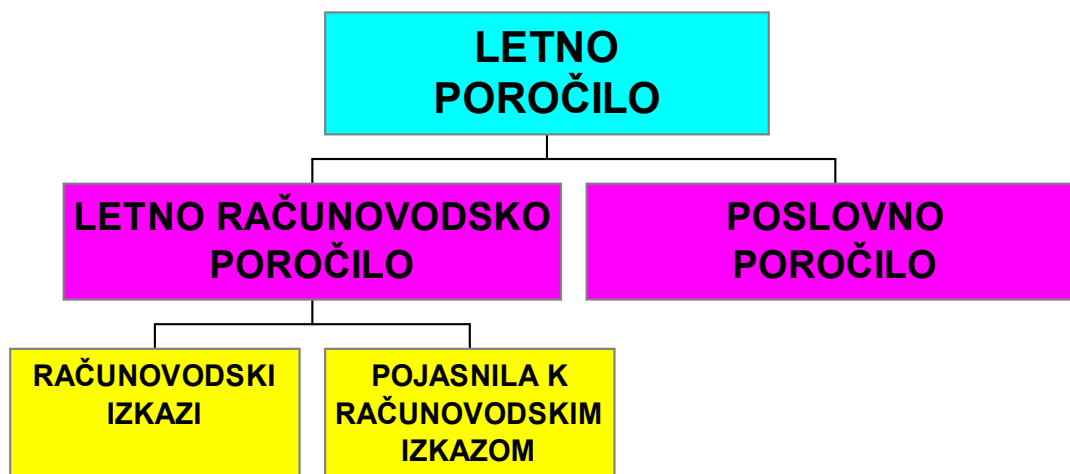 LETNO
POROČILO
LETNO RAČUNOVODSKO
POROČILO
POSLOVNO
POROČILO
RAČUNOVODSKI
IZKAZI
POJASNILA K
RAČUNOVODSKIM
IZKAZOM